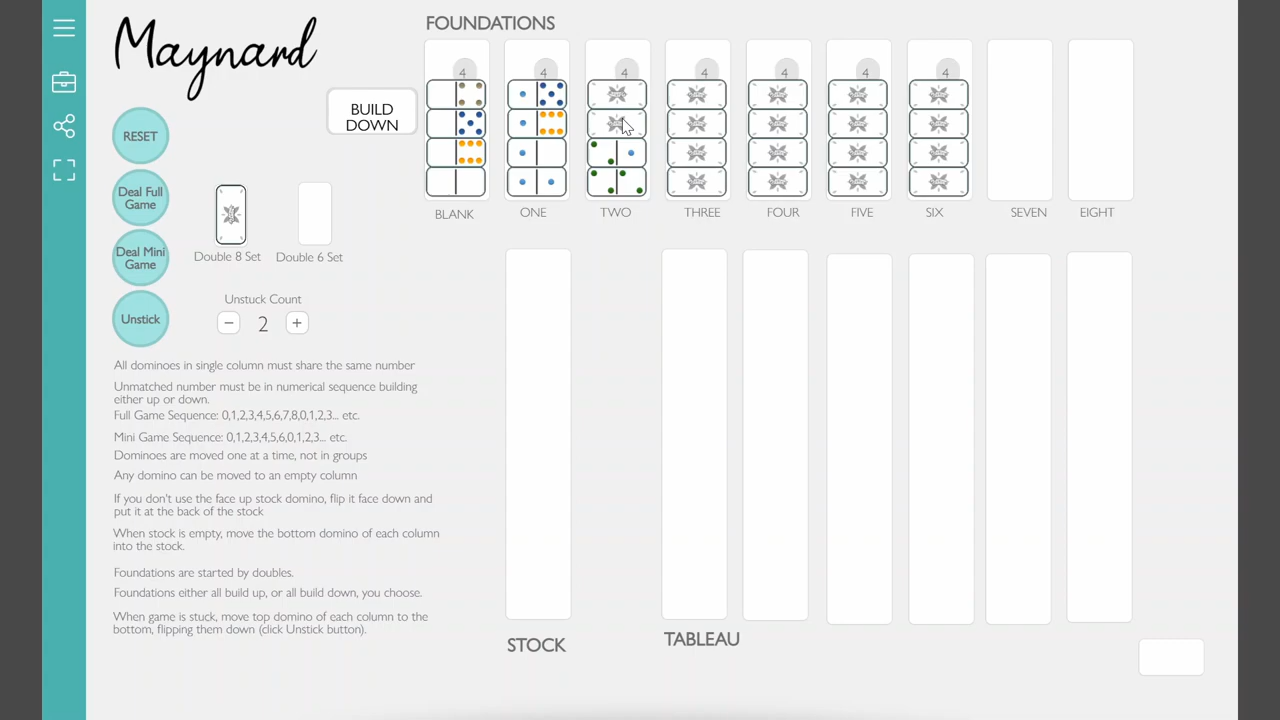 Maynard
FOUNDATIONS
4 4 4 4 4 4 4
BUILD
DOWN
RESET
Deal Full
Game
BLANK ONE TWO THREE FOUR FIVE SIX SEVEN EIGHT
Double 8 Set Double 6 Set
Deal Mini
Game
Unstuck Count
Unstick
− 2 +
All dominoes in single column must share the same number
Unmatched number must be in numerical sequence building
either up or down.
Full Game Sequence: 0,1,2,3,4,5,6,7,8,0,1,2,3... etc.
Mini Game Sequence: 0,1,2,3,4,5,6,0,1,2,3... etc.
Dominoes are moved one at a time, not in groups
Any domino can be moved to an empty column
If you don't use the face up stock domino, flip it face down and
put it at the back of the stock
When stock is empty, move the bottom domino of each column
into the stock.
Foundations are started by doubles.
Foundations either all build up, or all build down, you choose.
When game is stuck, move top domino of each column to the
bottom, flipping them down (click Unstick button).
STOCK
TABLEAU